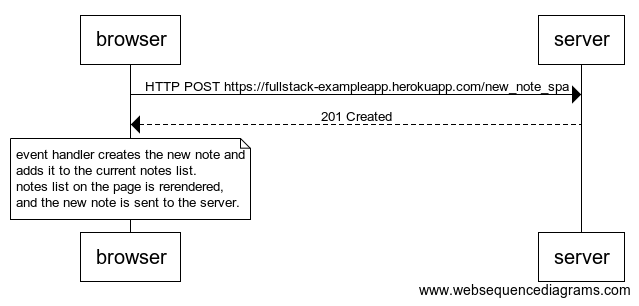 browser
server
HTTP POST https://fullstack-exampleapp.herokuapp.com/new_note_spa
201 Created
event handler creates the new note and
adds it to the current notes list.
notes list on the page is rerendered,
and the new note is sent to the server.
browser
server
www.websequencediagrams.com